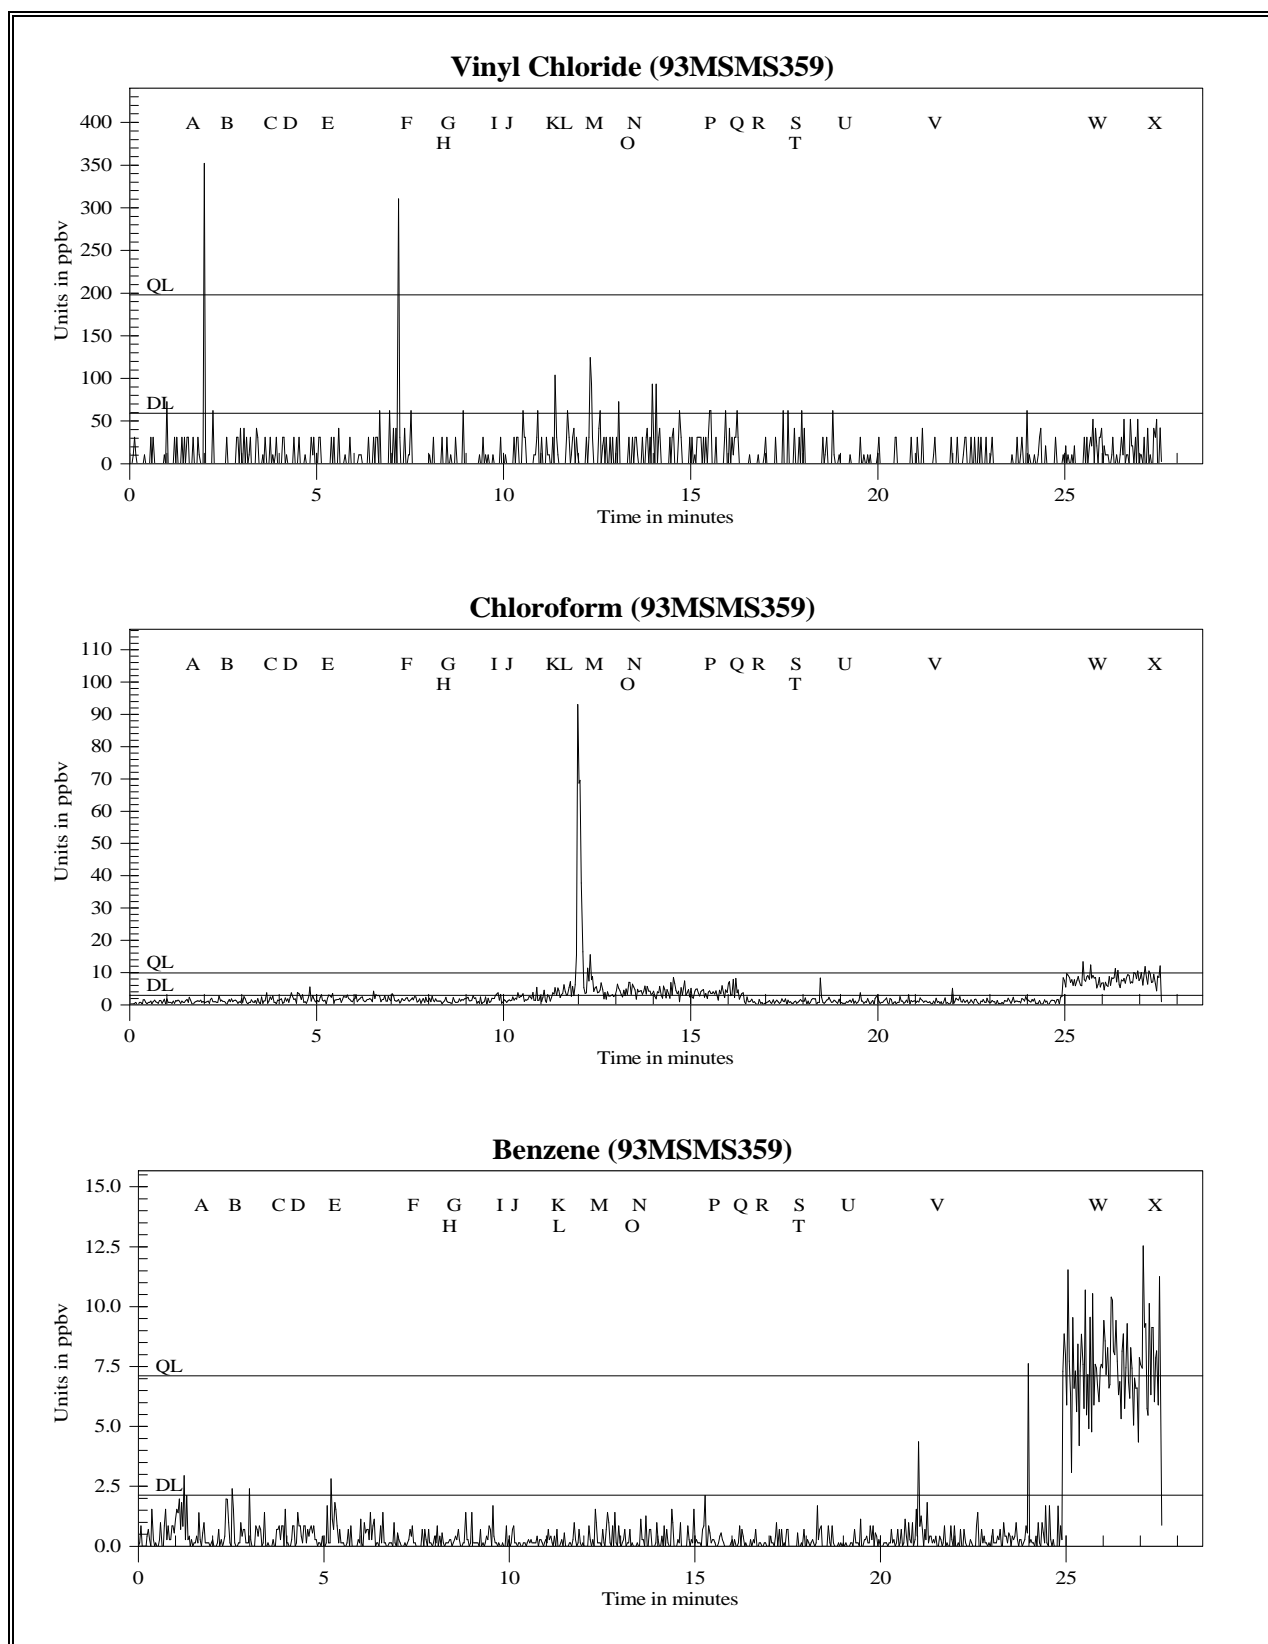 Vinyl Chloride (93MSMS359)
400
350
300
250
200
150
100
50
0
Units in ppbv
A B C D E F G I J K L M N P Q R S U V W X
H O T
QL
DL
0 5 10 15 20 25
Time in minutes
Chloroform (93MSMS359)
110
100
90
80
70
60
50
40
30
20
10
0
Units in ppbv
A B C D E F G I J K L M N P Q R S U V W X
H O T
QL
DL
0 5 10 15 20 25
Time in minutes
Benzene (93MSMS359)
15.0
12.5
10.0
7.5
5.0
2.5
0.0
Units in ppbv
A B C D E F G I J K M N P Q R S U V W X
H L O T
QL
DL
0 5 10 15 20 25
Time in minutes